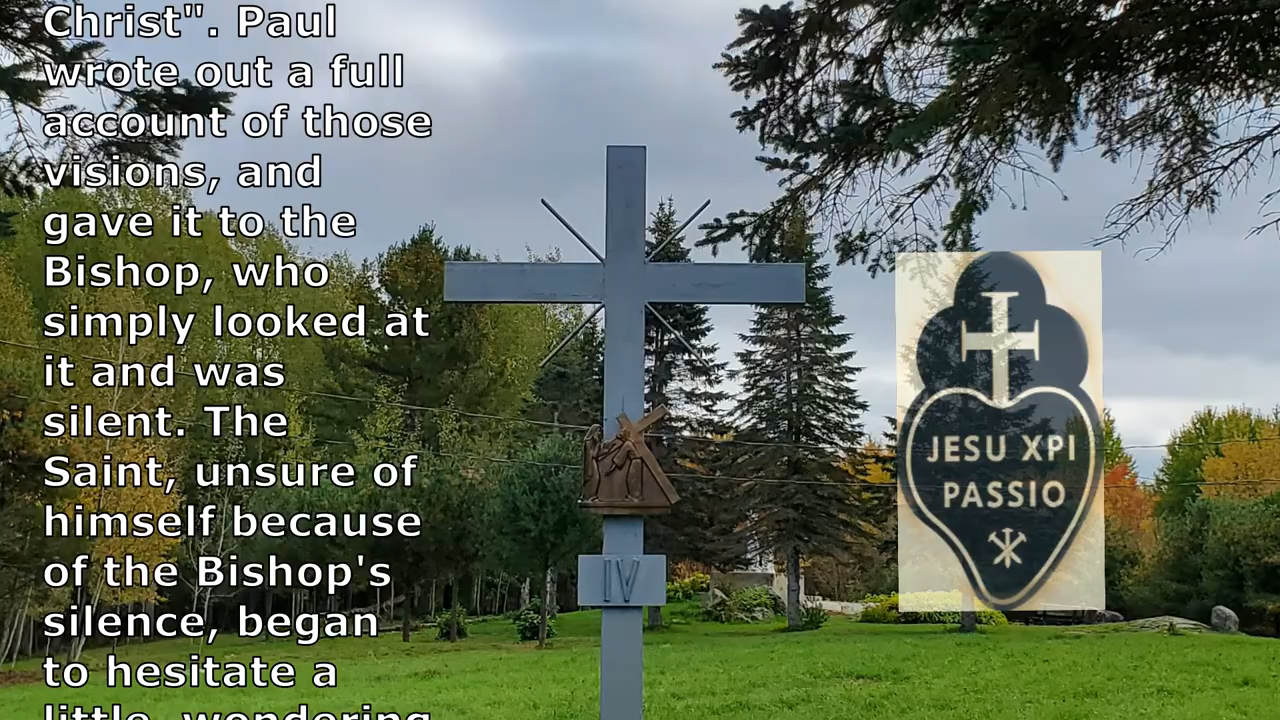 Christ". Paul
wrote out a full
account of those
visions, and
gave it to the
Bishop, who
simply looked at
it and was
silent. The
Saint, unsure of
himself because
of the Bishop's
silence, began
to hesitate a
little, wondering
IV
JESU XPI
PASSIO